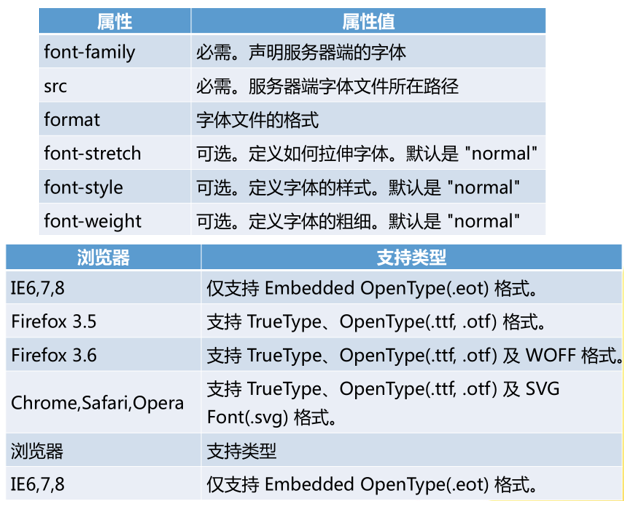 属性 属性值
font-family 必需。声明服务器端的字体
src 必需。服务器端字体文件所在路径
format 字体文件的格式
font-stretch 可选。定义如何拉伸字体。默认是 "normal"
font-style 可选。定义字体的样式。默认是 "normal"
font-weight 可选。定义字体的粗细。默认是 "normal"
浏览器 支持类型
IE6,7,8 仅支持 Embedded OpenType(.eot) 格式。
Firefox 3.5 支持 TrueType、OpenType(.ttf, .otf) 格式。
Firefox 3.6 支持 TrueType、OpenType(.ttf, .otf) 及 WOFF 格式。
Chrome,Safari,Opera 支持 TrueType、OpenType(.ttf, .otf) 及 SVG
Font(.svg) 格式。
浏览器 支持类型
IE6,7,8 仅支持 Embedded OpenType(.eot) 格式。